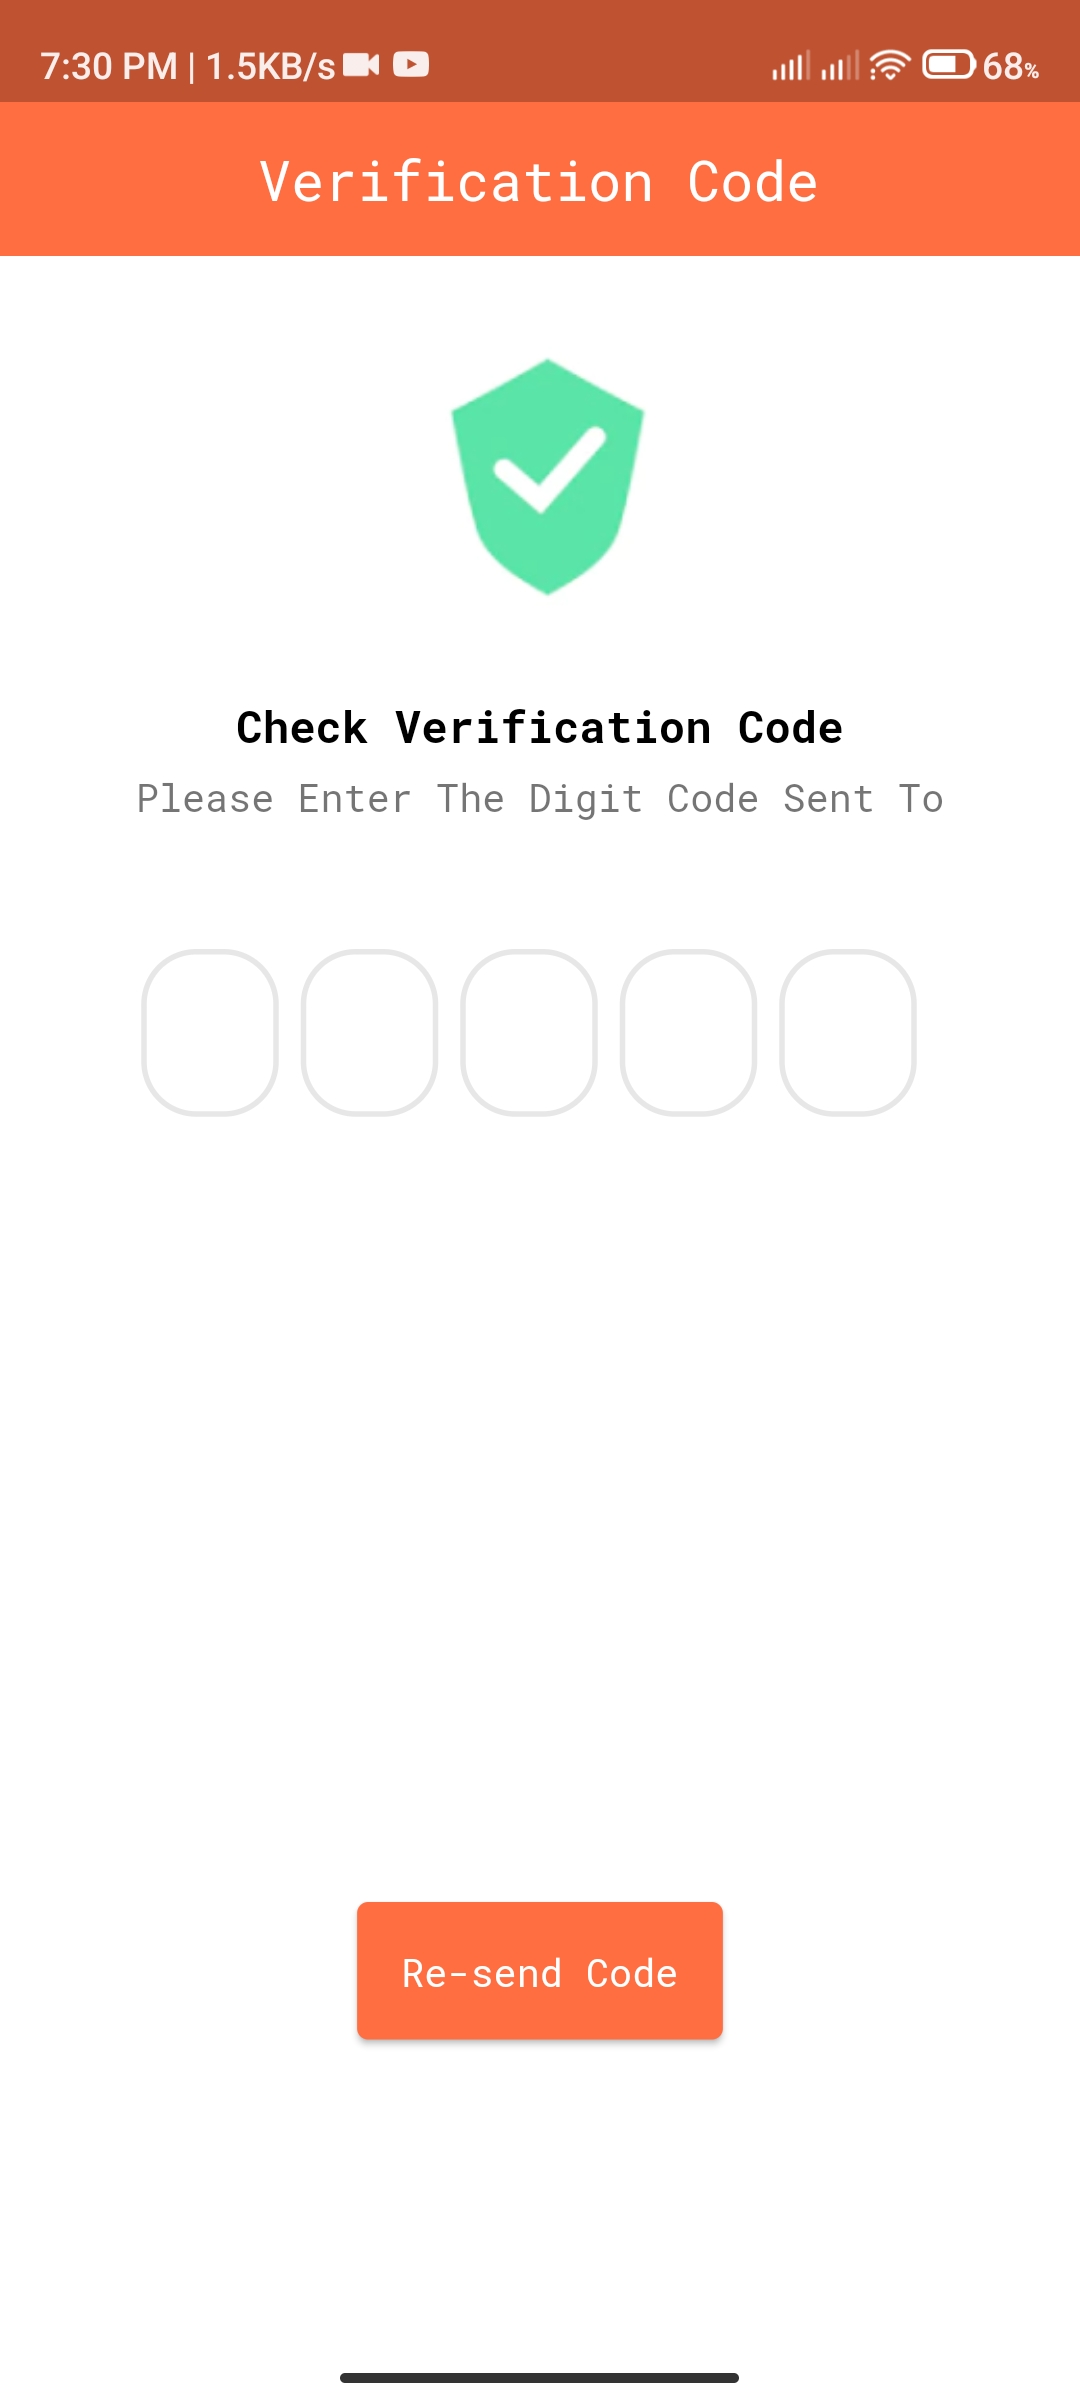 7:30 PM | 1.5KB/s 68%
Verification Code
Check Verification Code
Please Enter The Digit Code Sent To
Re-send Code